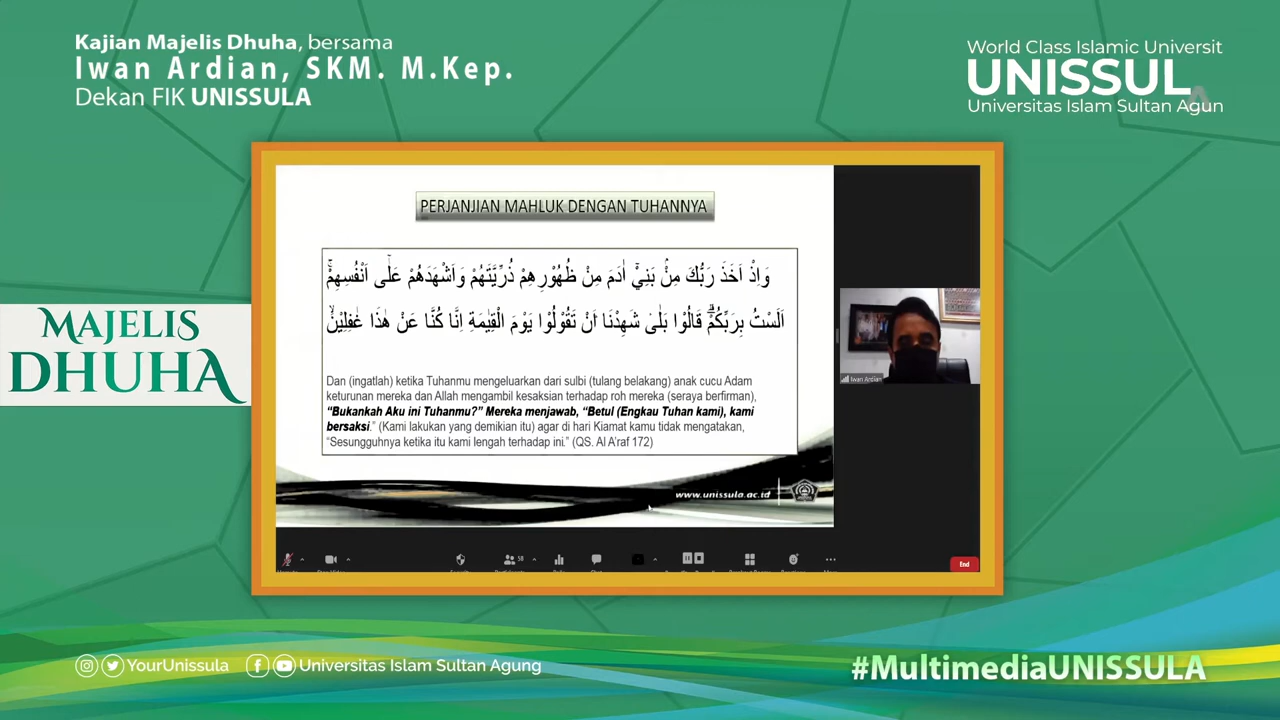 Kajian Majelis Dhuha, bersama
Iwan Ardian, SKM. M.Kep.
Dekan FIK UNISSULA
World Class Islamic Universit
UNISSUL
Universitas Islam Sultan Agun
MAJELIS
DHUHA
PERJANJIAN MAHLUK DENGAN TUHANNYA
وَاِذْ اَخَذَ رَبُّكَ مِنْۢ بَنِيْٓ اٰدَمَ مِنْ ظُهُوْرِهِمْ ذُرِّيَّتَهُمْ وَاَشْهَدَهُمْ عَلٰٓى اَنْفُسِهِمْۚ
اَلَسْتُ بِرَبِّكُمْۗ قَالُوْا بَلٰىۛ شَهِدْنَاۛ اَنْ تَقُوْلُوْا يَوْمَ الْقِيٰمَةِ اِنَّا كُنَّا عَنْ هٰذَا غٰفِلِيْنَۙ
Dan (ingatlah) ketika Tuhanmu mengeluarkan dari sulbi (tulang belakang) anak cucu Adam
keturunan mereka dan Allah mengambil kesaksian terhadap roh mereka (seraya berfirman),
“Bukankah Aku ini Tuhanmu?” Mereka menjawab, “Betul (Engkau Tuhan kami), kami
bersaksi.” (Kami lakukan yang demikian itu) agar di hari Kiamat kamu tidak mengatakan,
“Sesungguhnya ketika itu kami lengah terhadap ini.” (QS. Al A’raf 172)
www.unissula.ac.id
Iwan Ardian
58
End
YourUnissula
Universitas Islam Sultan Agung
#MultimediaUNISSULA